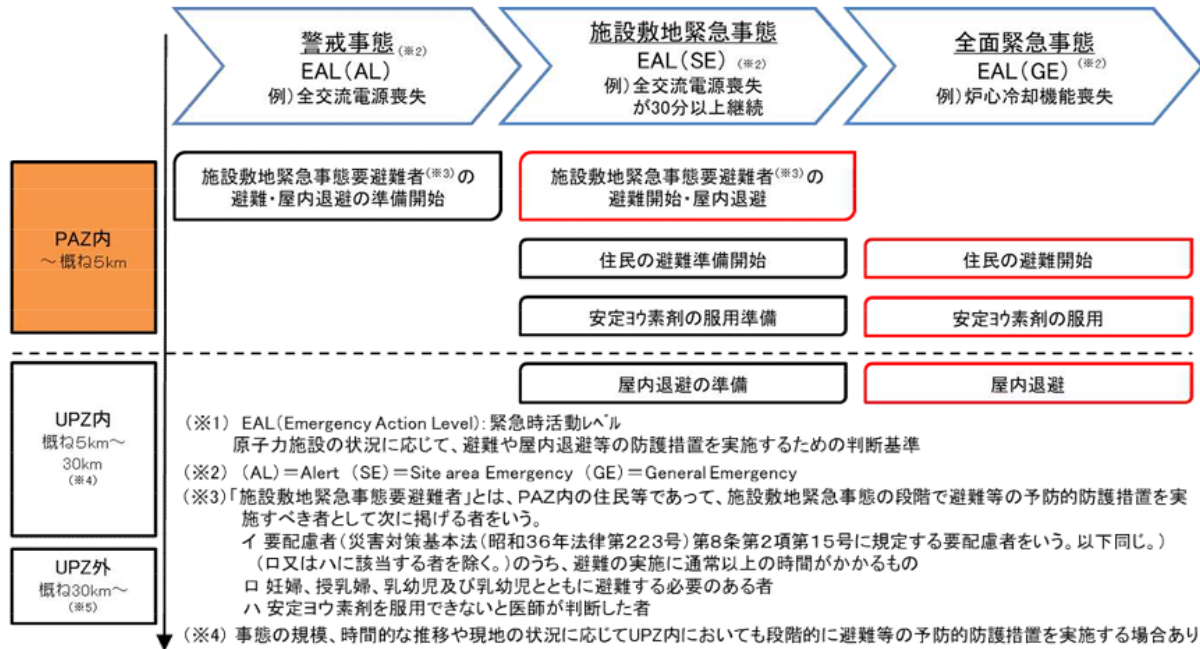 警戒事態(※2)
EAL(AL)
例)全交流電源喪失
施設敷地緊急事態
EAL(SE) (※2)
例)全交流電源喪失
が30分以上継続
全面緊急事態
EAL(GE) (※2)
例)炉心冷却機能喪失
PAZ内
～概ね5km
施設敷地緊急事態要避難者(※3)の
避難・屋内退避の準備開始
施設敷地緊急事態要避難者(※3)の
避難開始・屋内退避
住民の避難準備開始
住民の避難開始
安定ヨウ素剤の服用準備
安定ヨウ素剤の服用
UPZ内
概ね5km～
30km
(※4)
屋内退避の準備
屋内退避
(※1) EAL(Emergency Action Level):緊急時活動レベル
原子力施設の状況に応じて、避難や屋内退避等の防護措置を実施するための判断基準
(※2) (AL)=Alert (SE)=Site area Emergency (GE)=General Emergency
(※3)「施設敷地緊急事態要避難者」とは、PAZ内の住民等であって、施設敷地緊急事態の段階で避難等の予防的防護措置を実
施すべき者として次に掲げる者をいう。
イ 要配慮者(災害対策基本法(昭和36年法律第223号)第8条第2項第15号に規定する要配慮者をいう。以下同じ。)
(ロ又はハに該当する者を除く。)のうち、避難の実施に通常以上の時間がかかるもの
ロ 妊婦、授乳婦、乳幼児及び乳幼児とともに避難する必要のある者
ハ 安定ヨウ素剤を服用できないと医師が判断した者
UPZ外
概ね30km～
(※5)
(※4) 事態の規模、時間的な推移や現地の状況に応じてUPZ内においても段階的に避難等の予防的防護措置を実施する場合あり